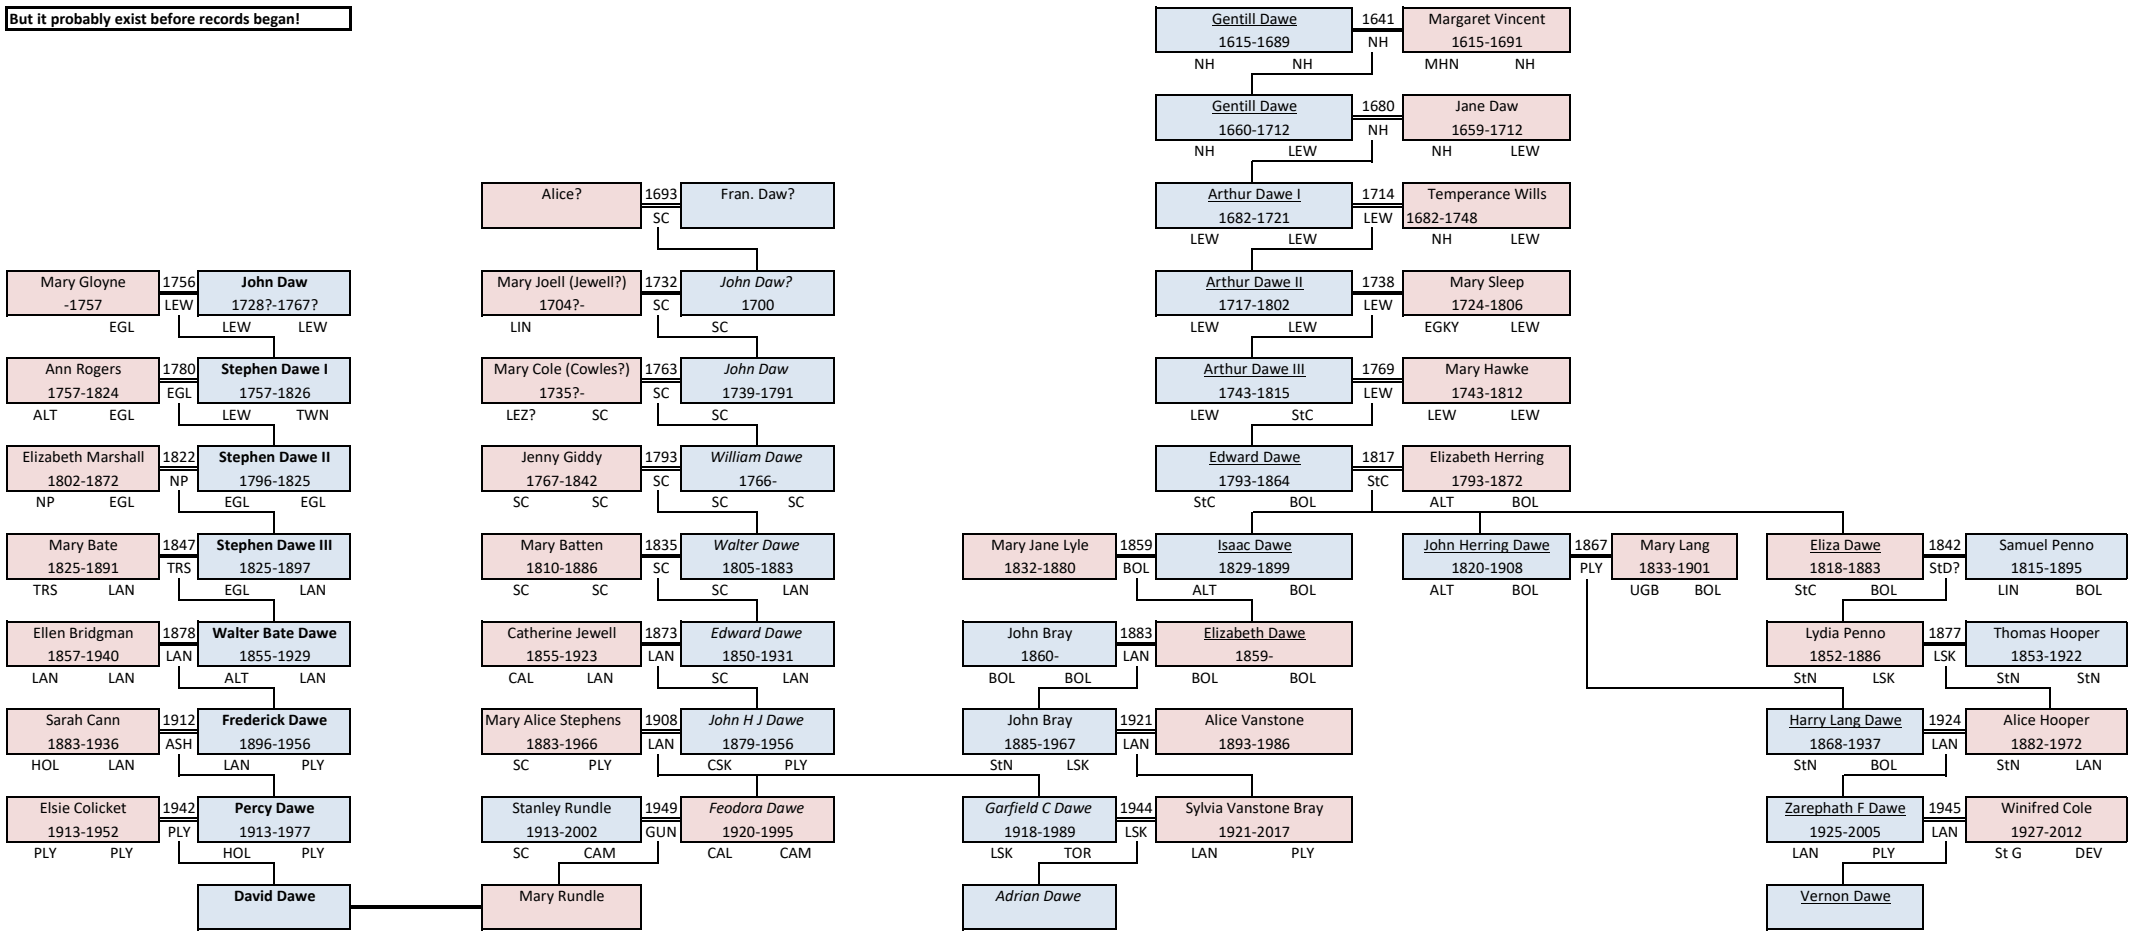 But it probably exist before records began!
Gentill Dawe 1641 Margaret Vincent
1615-1689 NH 1615-1691
NH NH MHN NH
Gentill Dawe 1680 Jane Daw
1660-1712 NH 1659-1712
NH LEW NH LEW
Alice? 1693 Fran. Daw? Arthur Dawe I 1714 Temperance Wills
SC 1682-1721 LEW 1682-1748
LEW LEW NH LEW
Mary Gloyne 1756 John Daw Mary Joell (Jewell?) 1732 John Daw? Arthur Dawe II 1738 Mary Sleep
-1757 LEW 1728?-1767? 1704?- SC 1700 1717-1802 LEW 1724-1806
EGL LEW LEW LIN SC LEW LEW EGKY LEW
Ann Rogers 1780 Stephen Dawe I Mary Cole (Cowles?) 1763 John Daw Arthur Dawe III 1769 Mary Hawke
1757-1824 EGL 1757-1826 1735?- SC 1739-1791 1743-1815 LEW 1743-1812
ALT EGL LEW TWN LEZ? SC SC LEW StC LEW LEW
Elizabeth Marshall 1822 Stephen Dawe II Jenny Giddy 1793 William Dawe Edward Dawe 1817 Elizabeth Herring
1802-1872 NP 1796-1825 1767-1842 SC 1766- 1793-1864 StC 1793-1872
NP EGL EGL EGL SC SC SC SC StC BOL ALT BOL
Mary Bate 1847 Stephen Dawe III Mary Batten 1835 Walter Dawe Mary Jane Lyle 1859 Isaac Dawe John Herring Dawe 1867 Mary Lang Eliza Dawe 1842 Samuel Penno
1825-1891 TRS 1825-1897 1810-1886 SC 1805-1883 1832-1880 BOL 1829-1899 1820-1908 PLY 1833-1901 1818-1883 StD? 1815-1895
TRS LAN EGL LAN SC SC SC LAN ALT BOL ALT BOL UGB BOL StC BOL LIN BOL
Ellen Bridgman 1878 Walter Bate Dawe Catherine Jewell 1873 Edward Dawe John Bray 1883 Elizabeth Dawe Lydia Penno 1877 Thomas Hooper
1857-1940 LAN 1855-1929 1855-1923 LAN 1850-1931 1860- LAN 1859- 1852-1886 LSK 1853-1922
LAN LAN ALT LAN CAL LAN SC LAN BOL BOL BOL BOL StN LSK StN StN
Sarah Cann 1912 Frederick Dawe Mary Alice Stephens 1908 John H J Dawe John Bray 1921 Alice Vanstone Harry Lang Dawe 1924 Alice Hooper
1883-1936 ASH 1896-1956 1883-1966 LAN 1879-1956 1885-1967 LAN 1893-1986 1868-1937 LAN 1882-1972
HOL LAN LAN PLY SC PLY CSK PLY StN LSK StN BOL StN LAN
Elsie Colicket 1942 Percy Dawe Stanley Rundle 1949 Feodora Dawe Garfield C Dawe 1944 Sylvia Vanstone Bray Zarephath F Dawe 1945 Winifred Cole
1913-1952 PLY 1913-1977 1913-2002 GUN 1920-1995 1918-1989 LSK 1921-2017 1925-2005 LAN 1927-2012
PLY PLY HOL PLY SC CAM CAL CAM LSK TOR LAN PLY LAN PLY St G DEV
David Dawe Mary Rundle Adrian Dawe Vernon Dawe